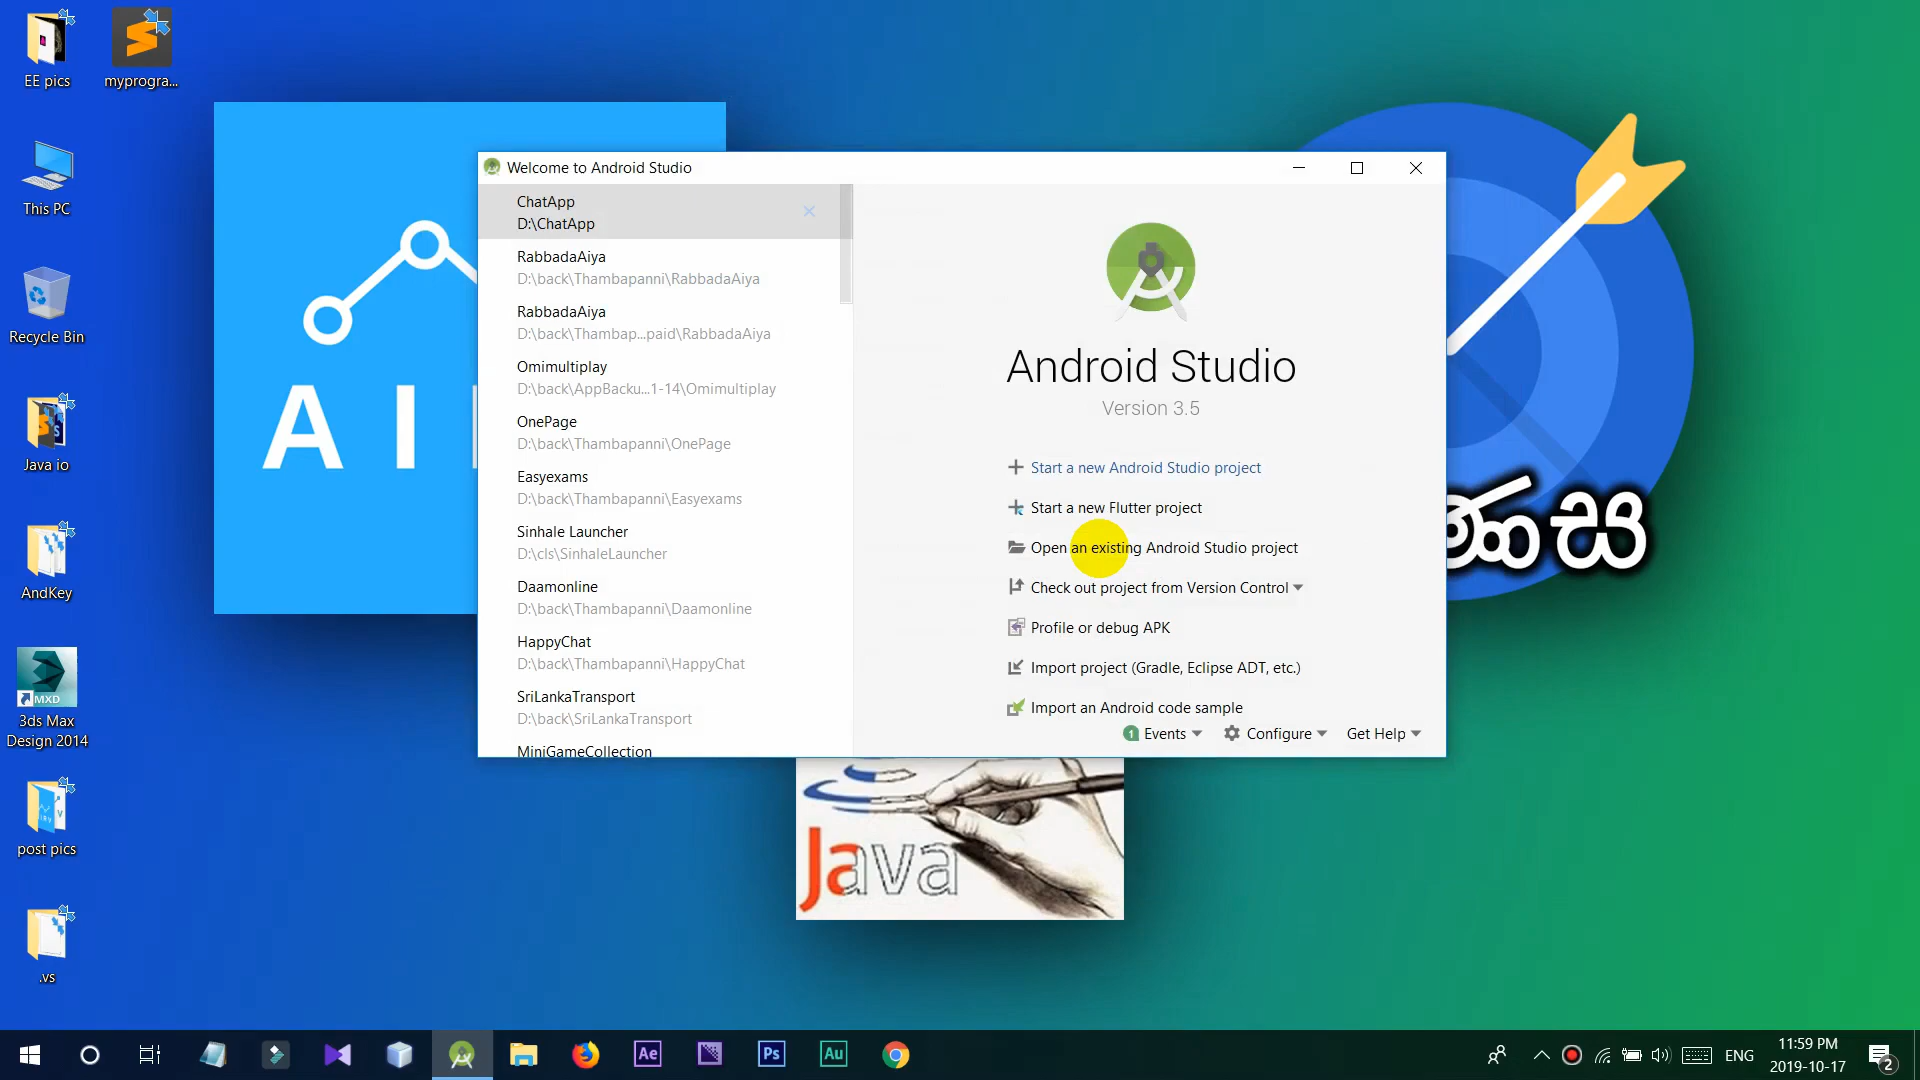 EE pics
myprogra...
This PC
Recycle Bin
Java io
AndKey
MXD
3ds Max
Design 2014
post pics
.vs
A I
Welcome to Android Studio
ChatApp
D:\ChatApp
RabbadaAiya
D:\back\Thambapanni\RabbadaAiya
RabbadaAiya
D:\back\Thambap...paid\RabbadaAiya
Omimultiplay
D:\back\AppBacku...1-14\Omimultiplay
OnePage
D:\back\Thambapanni\OnePage
Easyexams
D:\back\Thambapanni\Easyexams
Sinhale Launcher
D:\cls\SinhaleLauncher
Daamonline
D:\back\Thambapanni\Daamonline
HappyChat
D:\back\Thambapanni\HappyChat
SriLankaTransport
D:\back\SriLankaTransport
MiniGameCollection
Android Studio
Version 3.5
Start a new Android Studio project
Start a new Flutter project
Open an existing Android Studio project
Check out project from Version Control
Profile or debug APK
Import project (Gradle, Eclipse ADT, etc.)
Import an Android code sample
1 Events
Configure
Get Help
Java
Ae
Ps
Au
ENG
11:59 PM
2019-10-17
2